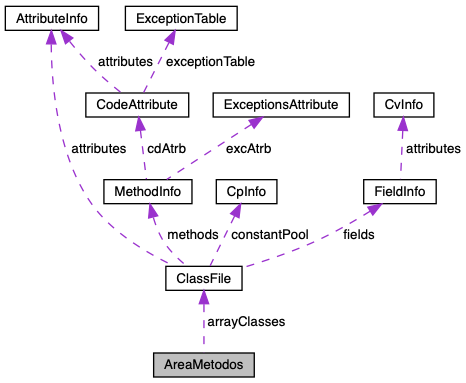 AttributeInfo
ExceptionTable
attributes
exceptionTable
CodeAttribute
ExceptionsAttribute
CvInfo
attributes
cdAtrb
excAtrb
attributes
MethodInfo
CpInfo
FieldInfo
methods
constantPool
fields
ClassFile
arrayClasses
AreaMetodos